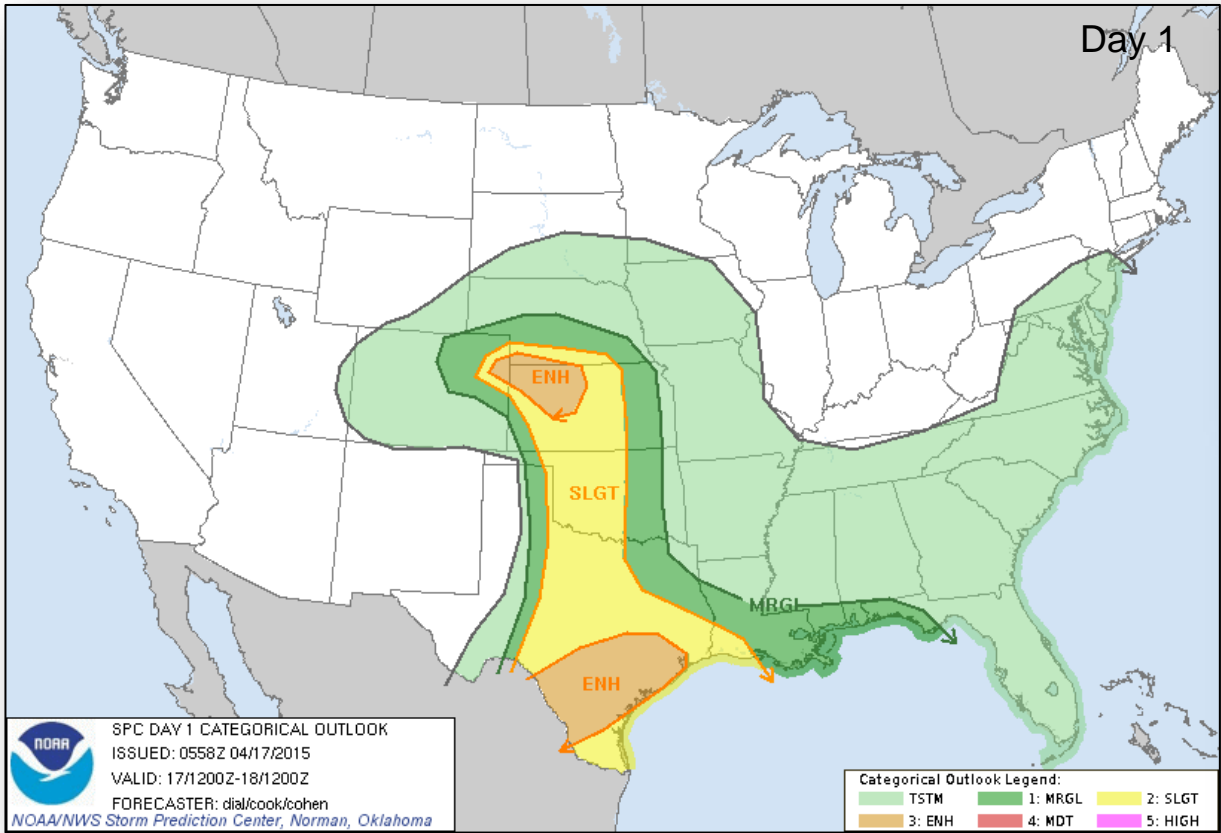 Day 1
ENH
SLGT
MRGL
ENH
NOAA
SPC DAY 1 CATEGORICAL OUTLOOK
ISSUED: 0558Z 04/17/2015
VALID: 17/1200Z-18/1200Z
FORECASTER: dial/cook/cohen
NOAA/NWS Storm Prediction Center, Norman, Oklahoma
Categorical Outlook Legend:
TSTM 1: MRGL 2: SLGT
3: ENH 4: MDT 5: HIGH